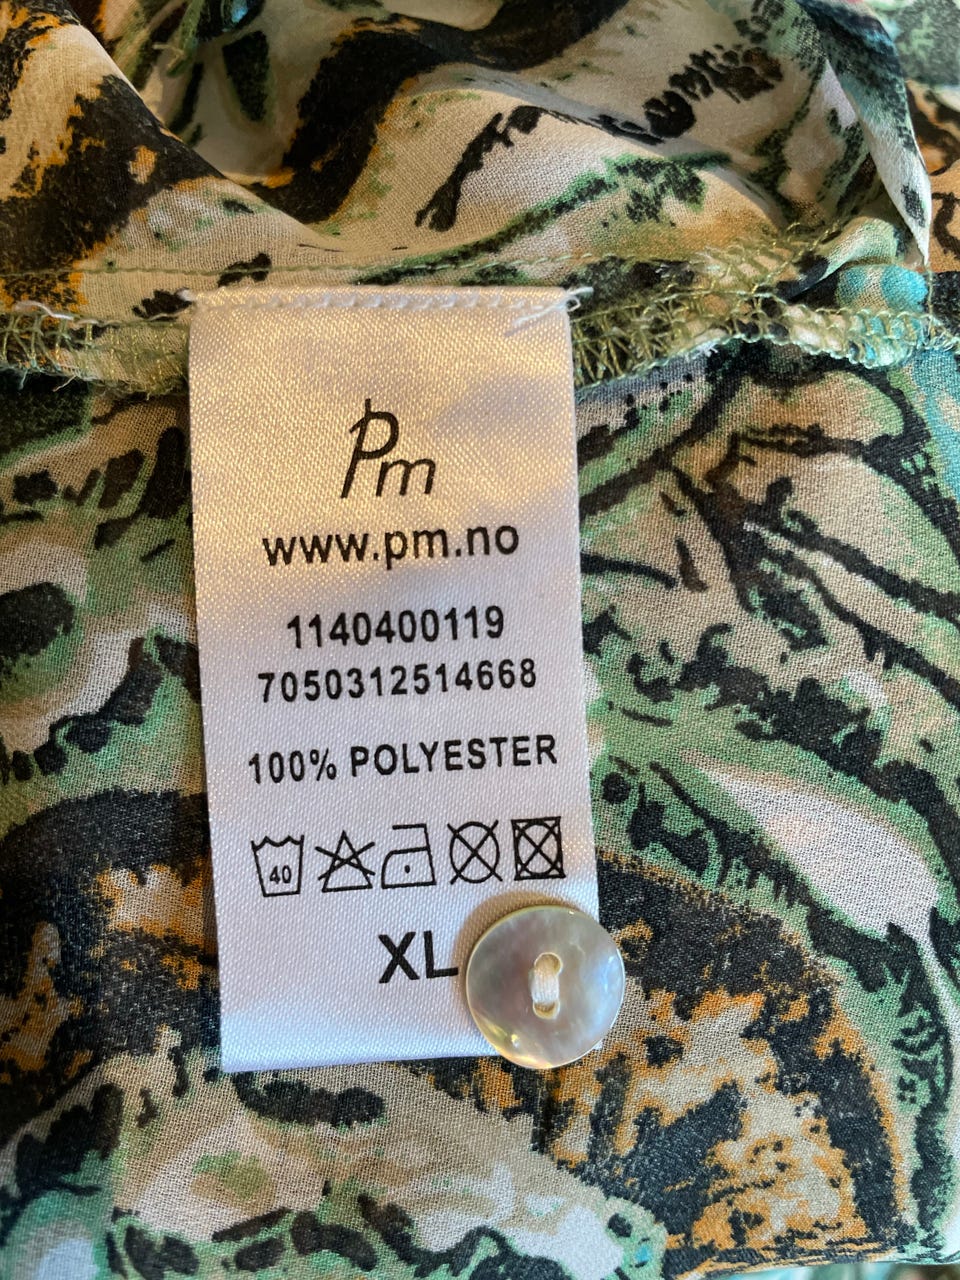 Pm
www.pm.no
1140400119
7050312514668
100% POLYESTER
40
XL